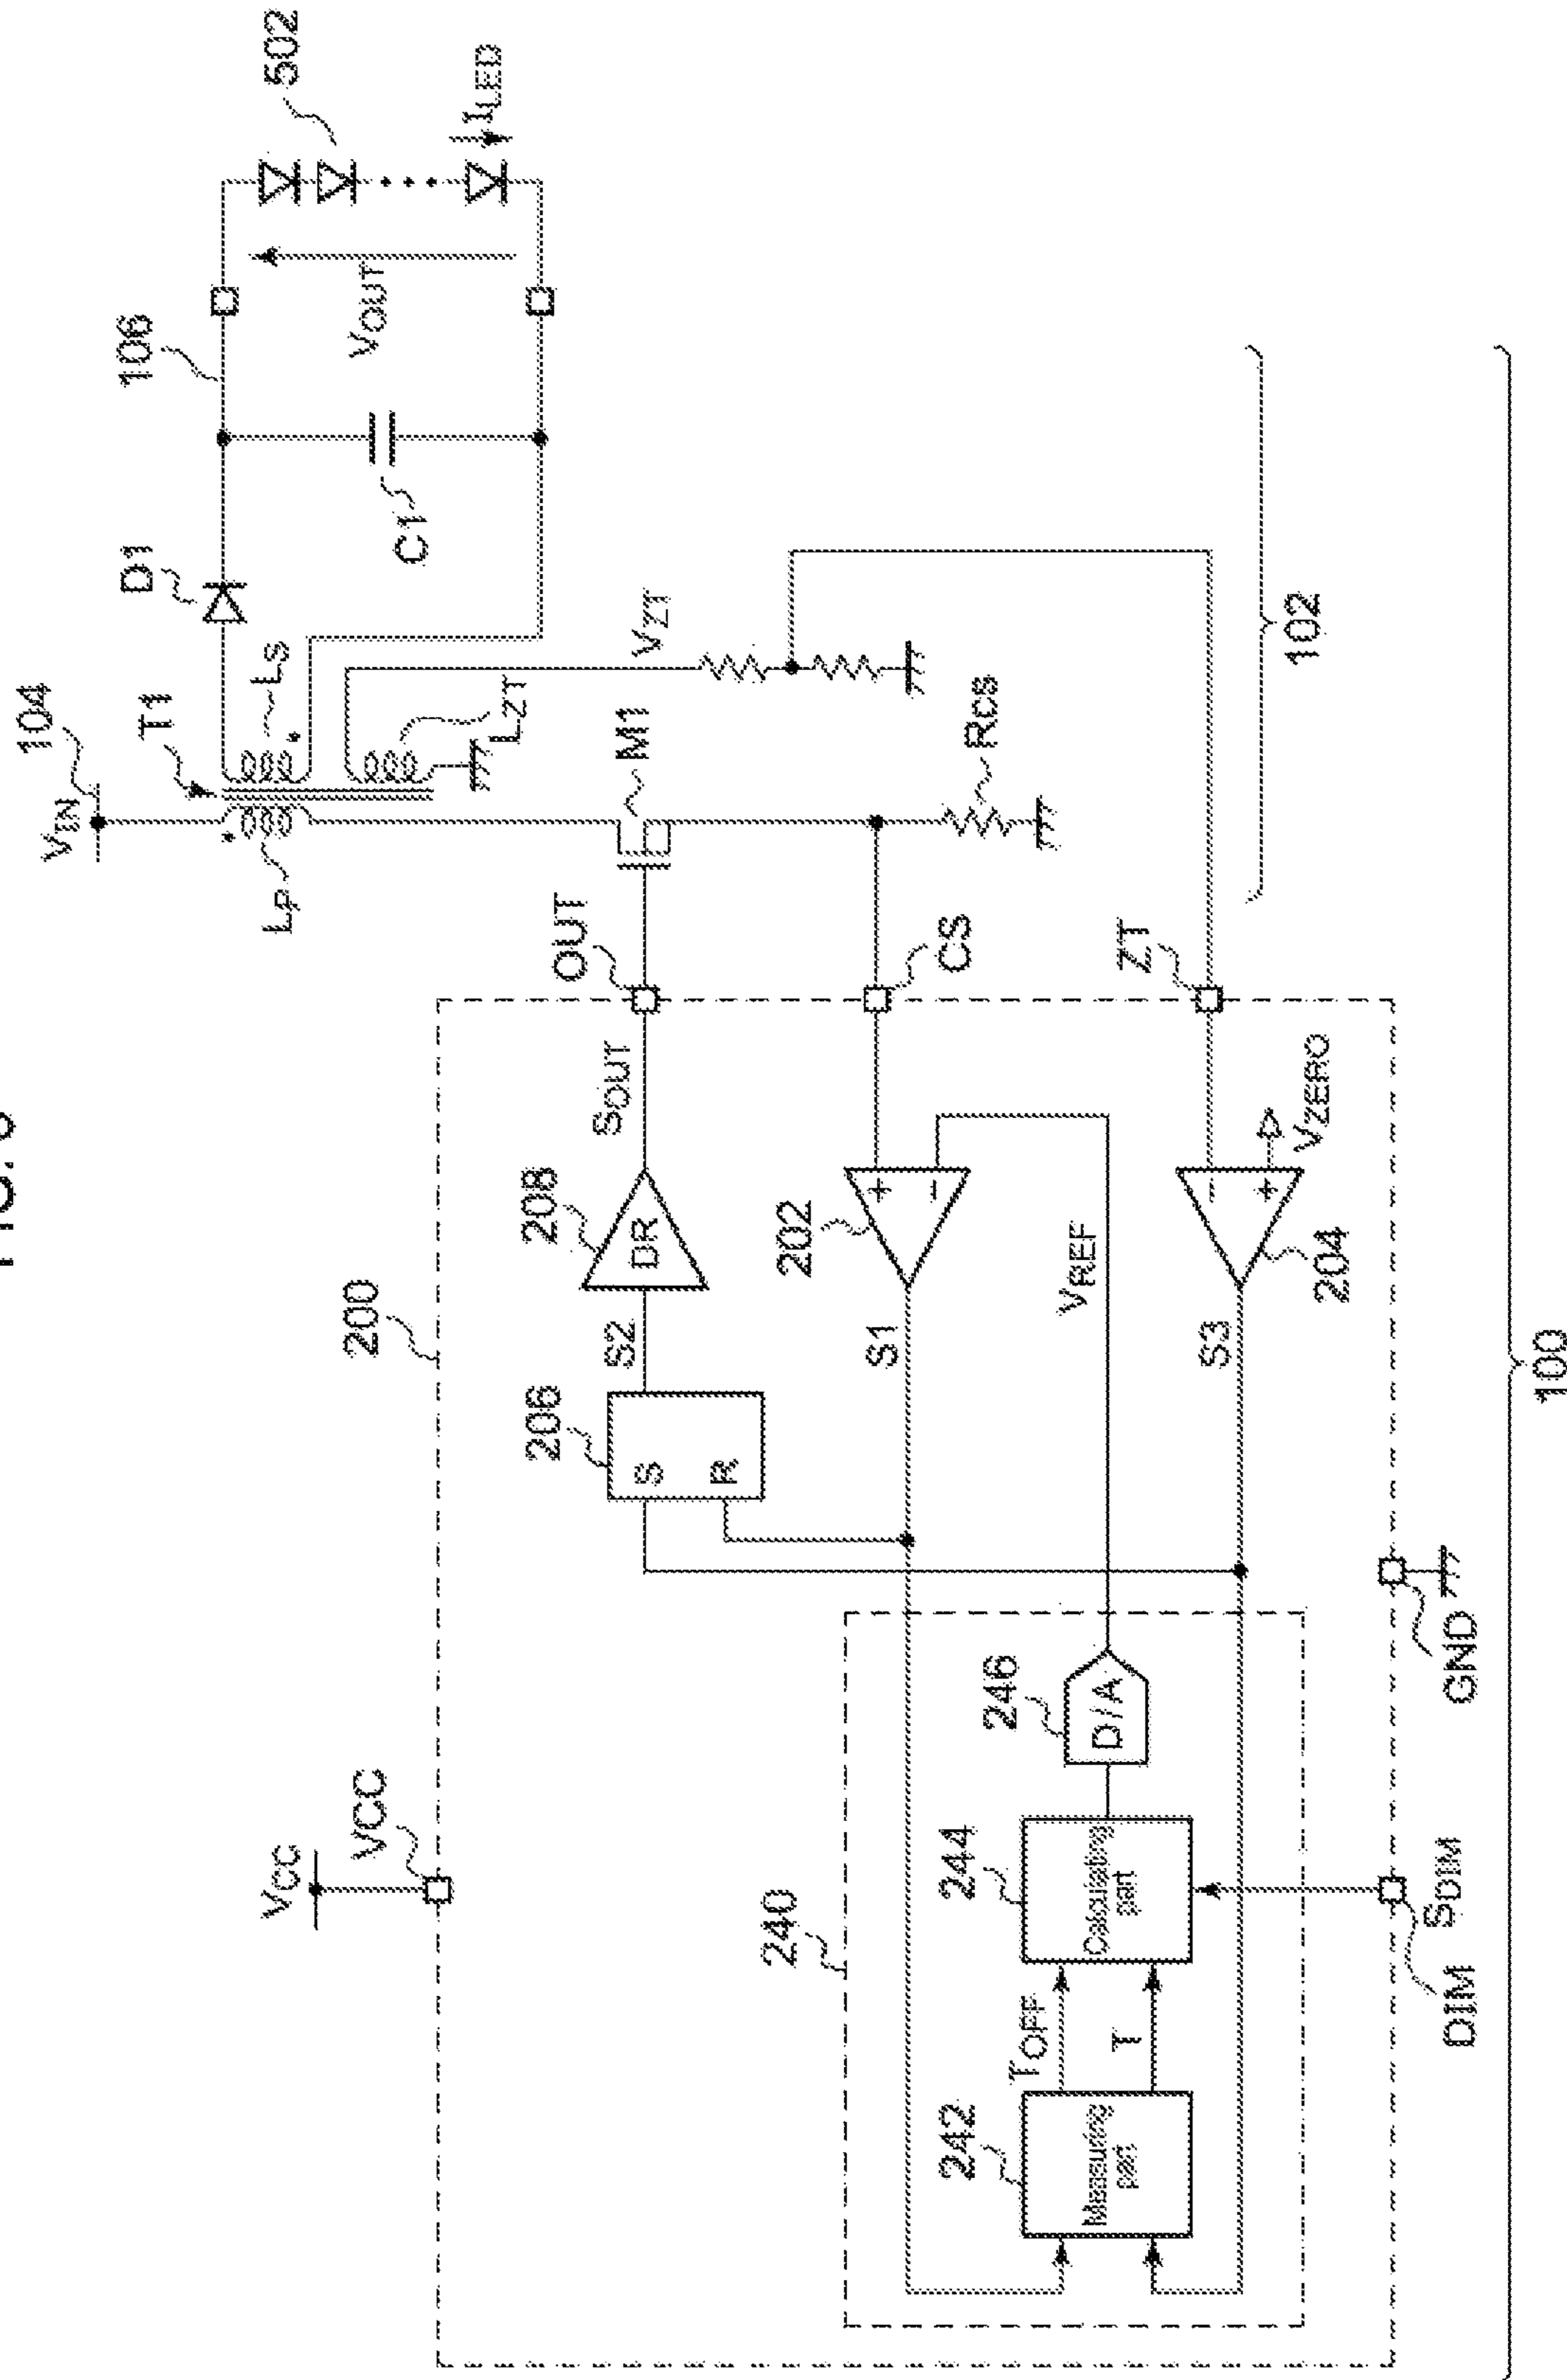 VIN
104
T1
LP
LS
LZT
D1
106
C1
VOUT
502
ILED
VZT
M1
RCS
102
VCC
VCC
200
OUT
SOUT
208
DR
S2
206
S
R
CS
202
+
−
S1
VREF
ZT
−
+
VZERO
204
S3
240
242
Measuring
part
TOFF
T
244
Calculating
part
246
D/A
DIM
SDIM
GND
100